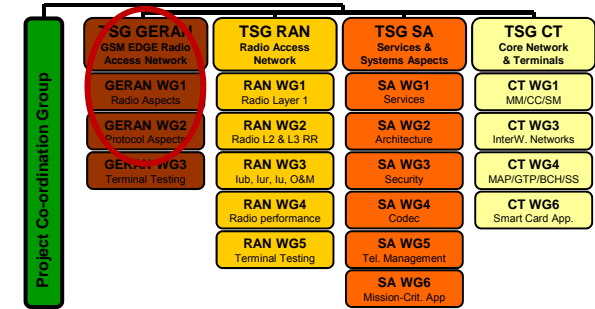 Project Co-ordination Group
TSG GERAN
GSM EDGE Radio
Access Network
GERAN WG1
Radio Aspects
GERAN WG2
Protocol Aspects
GERAN WG3
Terminal Testing
TSG RAN
Radio Access
Network
RAN WG1
Radio Layer 1
RAN WG2
Radio L2 & L3 RR
RAN WG3
Iub, Iur, Iu, O&M
RAN WG4
Radio performance
RAN WG5
Terminal Testing
TSG SA
Services &
Systems Aspects
SA WG1
Services
SA WG2
Architecture
SA WG3
Security
SA WG4
Codec
SA WG5
Tel. Management
SA WG6
Mission-Crit. App
TSG CT
Core Network
& Terminals
CT WG1
MM/CC/SM
CT WG3
InterW. Networks
CT WG4
MAP/GTP/BCH/SS
CT WG6
Smart Card App.